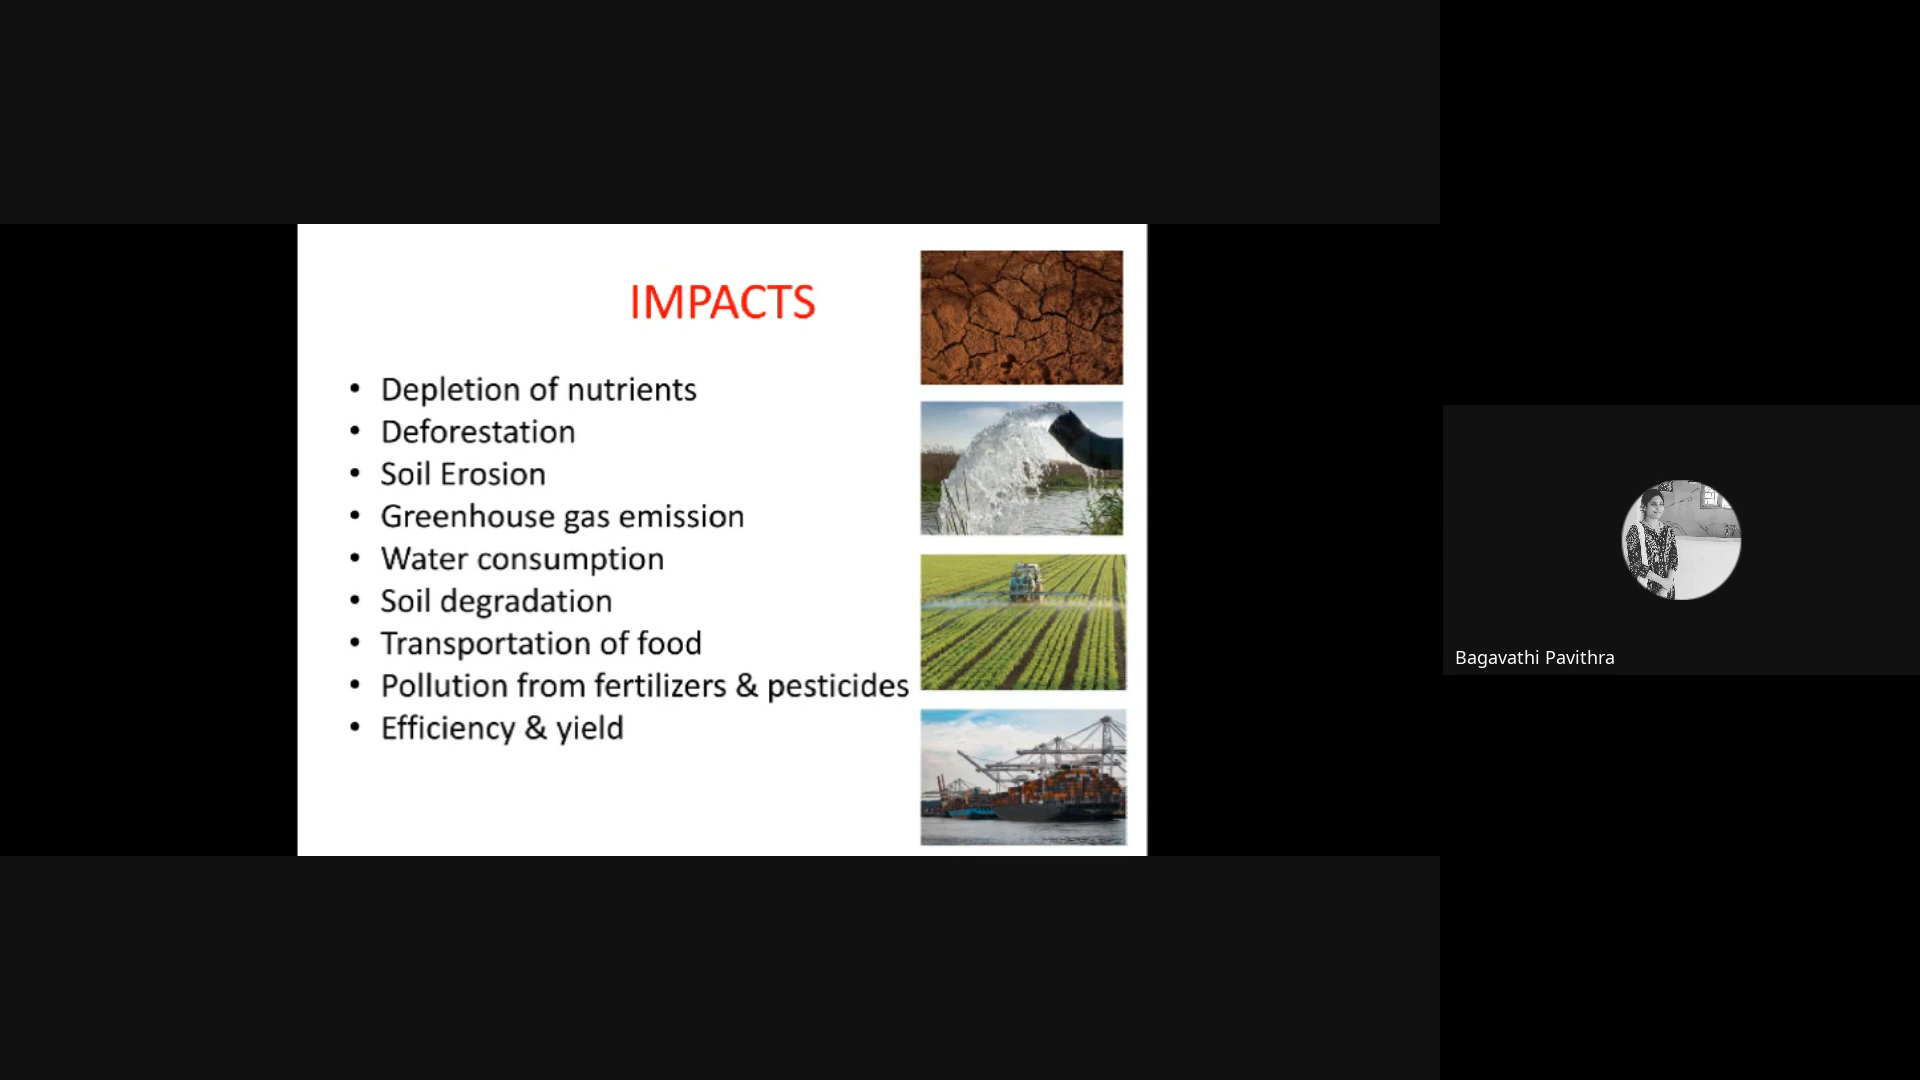 IMPACTS
• Depletion of nutrients
• Deforestation
• Soil Erosion
• Greenhouse gas emission
• Water consumption
• Soil degradation
• Transportation of food
• Pollution from fertilizers & pesticides
• Efficiency & yield
Bagavathi Pavithra